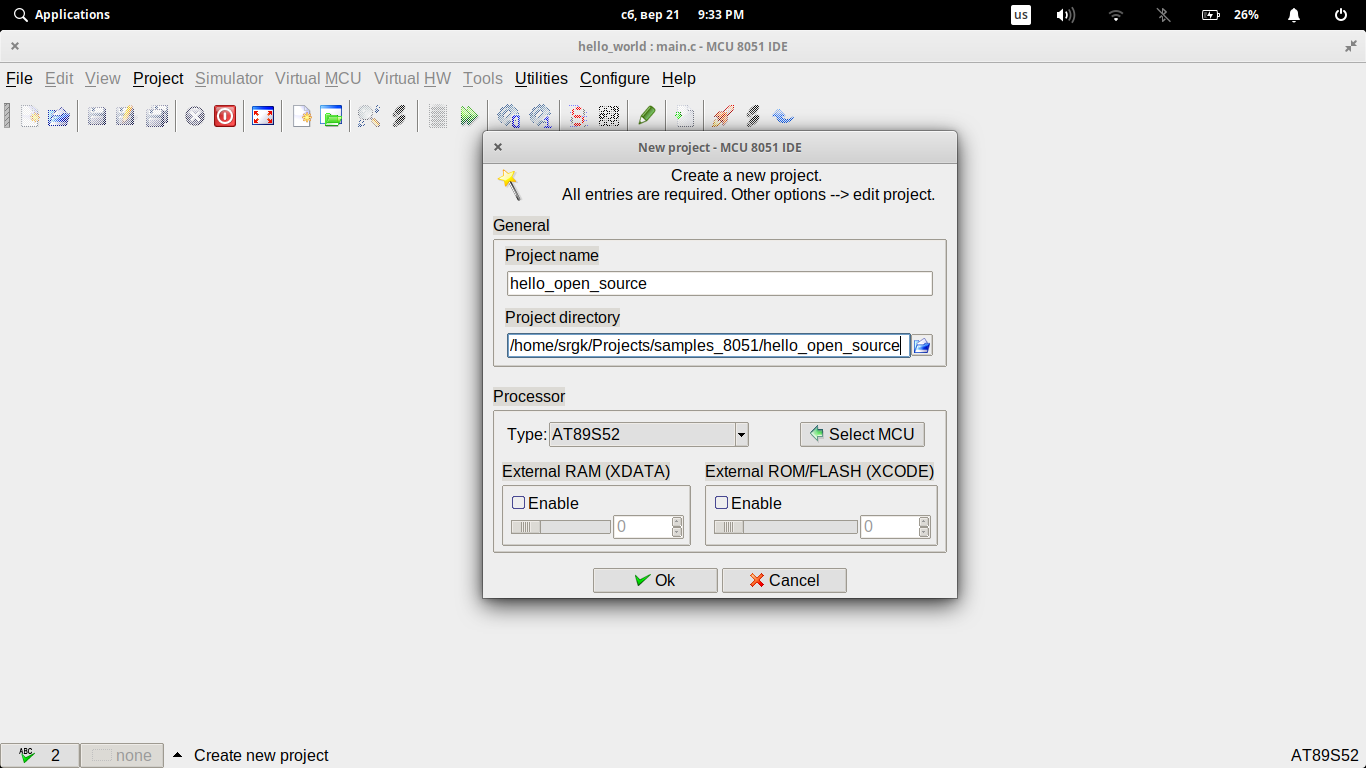 Applications сб, вер 21 9:33 PM us 26%
hello_world : main.c - MCU 8051 IDE
File Edit View Project Simulator Virtual MCU Virtual HW Tools Utilities Configure Help
New project - MCU 8051 IDE
Create a new project.
All entries are required. Other options --> edit project.
General
Project name
hello_open_source
Project directory
/home/srgk/Projects/samples_8051/hello_open_source
Processor
Type: AT89S52 Select MCU
External RAM (XDATA) External ROM/FLASH (XCODE)
Enable Enable
0 0
Ok Cancel
ABC 2 none Create new project AT89S52